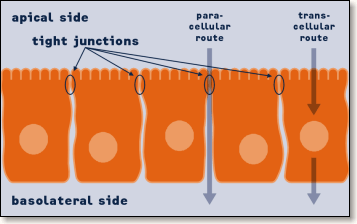 apical side
para-
cellular
route
trans-
cellular
route
tight junctions
basolateral side